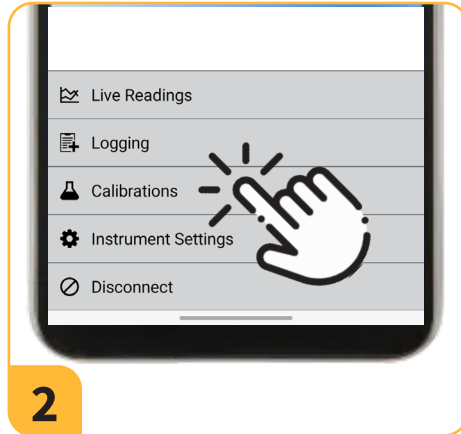 Live Readings
Logging
Calibrations
Instrument Settings
Disconnect
2